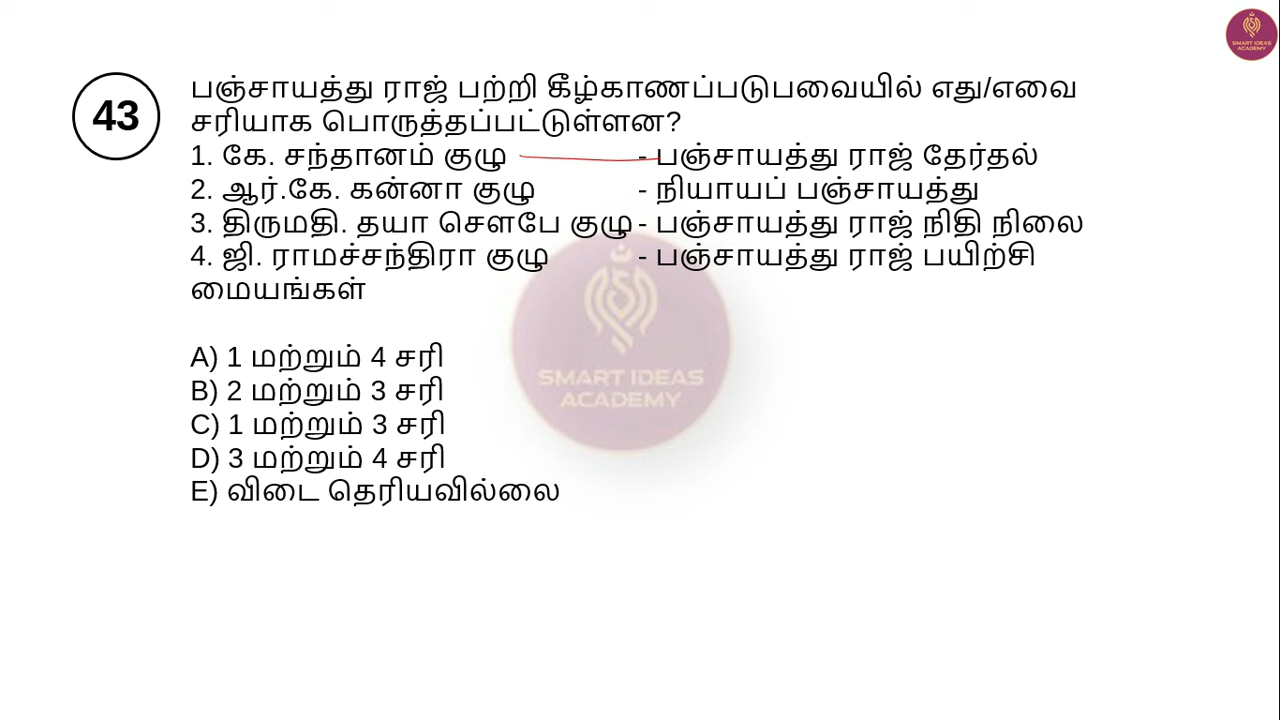 SMART IDEAS
ACADEMY
43
பஞ்சாயத்து ராஜ் பற்றி கீழ்காணப்படுபவையில் எது/எவை
சரியாக பொருத்தப்பட்டுள்ளன?
1. கே. சந்தானம் குழு - பஞ்சாயத்து ராஜ் தேர்தல்
2. ஆர்.கே. கன்னா குழு - நியாயப் பஞ்சாயத்து
3. திருமதி. தயா சௌபே குழு - பஞ்சாயத்து ராஜ் நிதி நிலை
4. ஜி. ராமச்சந்திரா குழு - பஞ்சாயத்து ராஜ் பயிற்சி
மையங்கள்
A) 1 மற்றும் 4 சரி
B) 2 மற்றும் 3 சரி
C) 1 மற்றும் 3 சரி
D) 3 மற்றும் 4 சரி
E) விடை தெரியவில்லை
SMART IDEAS
ACADEMY